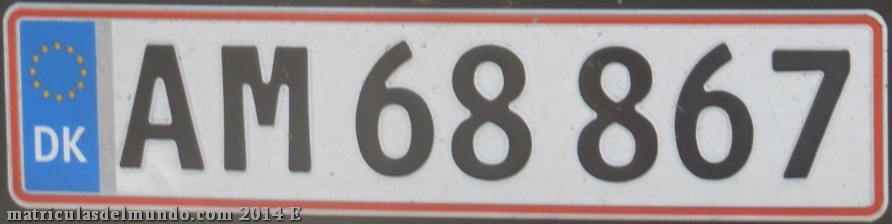 DK AM 68 867
matriculasdelmundo.com 2014 E